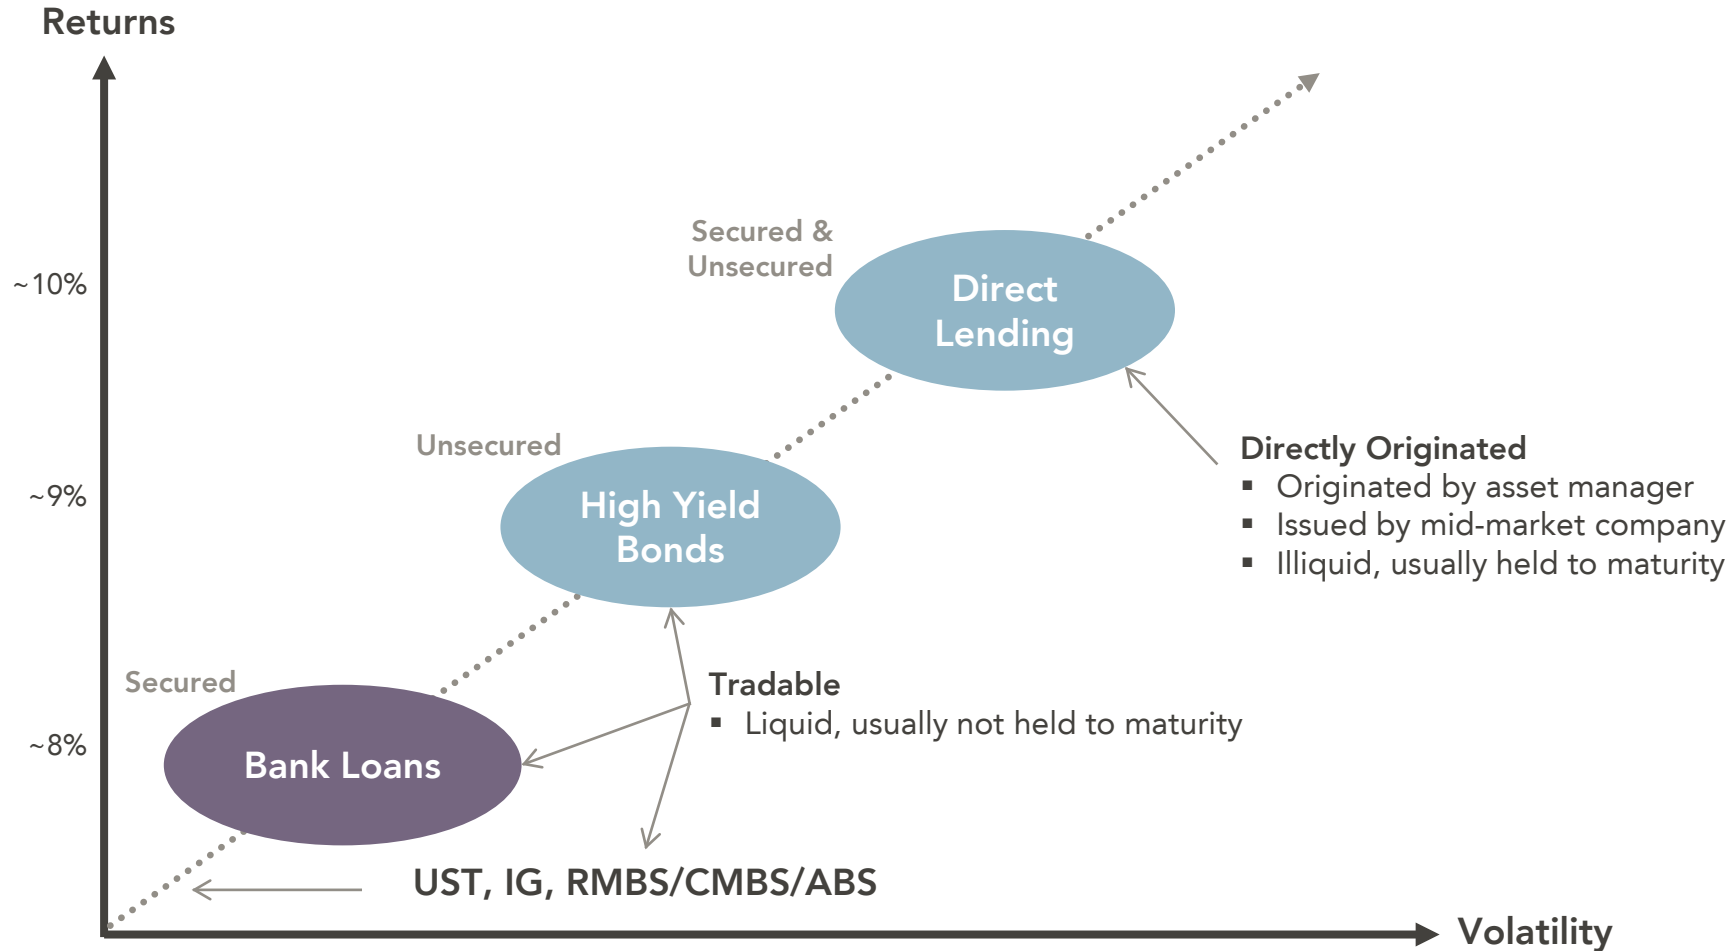 Returns
Secured &
Unsecured
~10%
Direct
Lending
Unsecured
Directly Originated
▪ Originated by asset manager
▪ Issued by mid-market company
▪ Illiquid, usually held to maturity
~9%
High Yield
Bonds
Secured
Tradable
▪ Liquid, usually not held to maturity
~8%
Bank Loans
UST, IG, RMBS/CMBS/ABS
Volatility